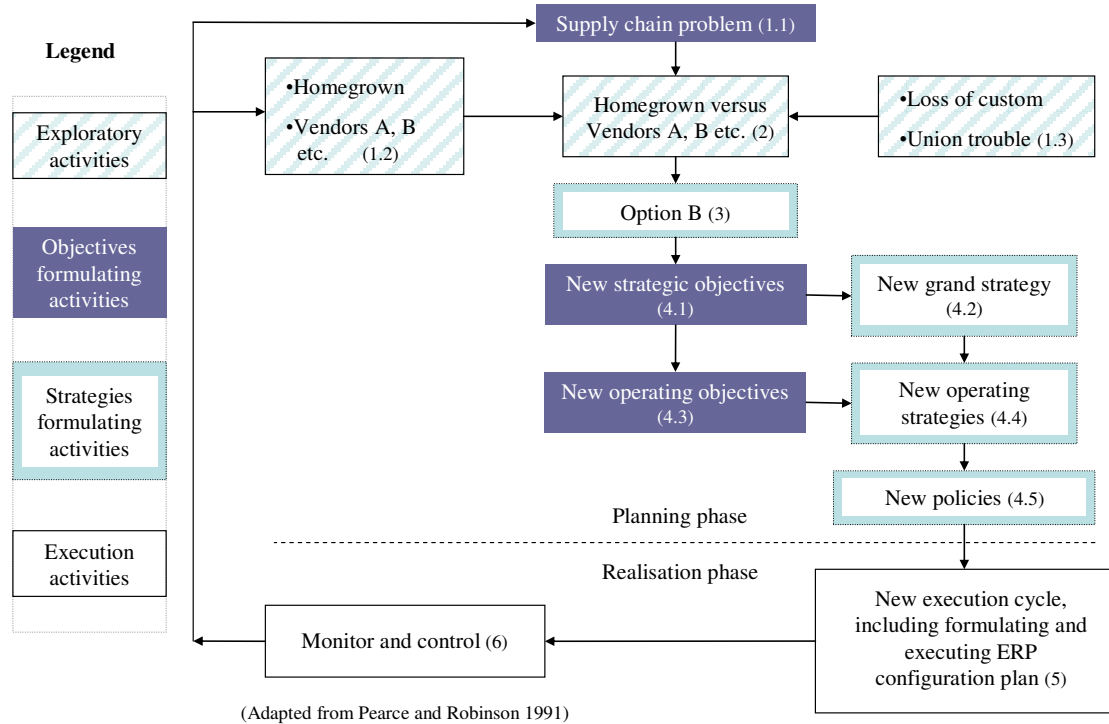 Supply chain problem (1.1)
Legend
•Homegrown
•Vendors A, B
etc. (1.2)
Homegrown versus
Vendors A, B etc. (2)
•Loss of custom
•Union trouble (1.3)
Exploratory
activities
Option B (3)
Objectives
formulating
activities
New strategic objectives
(4.1)
New grand strategy
(4.2)
Strategies
formulating
activities
New operating objectives
(4.3)
New operating
strategies (4.4)
New policies (4.5)
Planning phase
Execution
activities
Realisation phase
New execution cycle,
including formulating and
executing ERP
configuration plan (5)
Monitor and control (6)
(Adapted from Pearce and Robinson 1991)